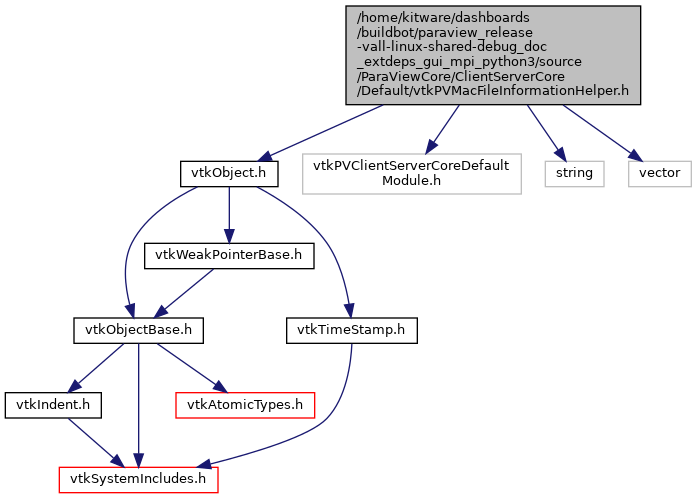 /home/kitware/dashboards
/buildbot/paraview_release
-vall-linux-shared-debug_doc
_extdeps_gui_mpi_python3/source
/ParaViewCore/ClientServerCore
/Default/vtkPVMacFileInformationHelper.h
vtkObject.h
vtkPVClientServerCoreDefault
Module.h
string
vector
vtkWeakPointerBase.h
vtkObjectBase.h
vtkTimeStamp.h
vtkIndent.h
vtkAtomicTypes.h
vtkSystemIncludes.h